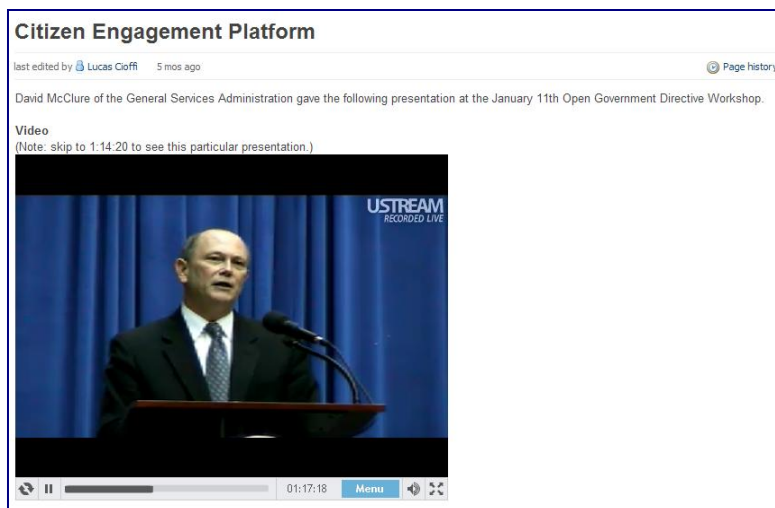 Citizen Engagement Platform
last edited by Lucas Cioffi 5 mos ago Page history
David McClure of the General Services Administration gave the following presentation at the January 11th Open Government Directive Workshop.
Video
(Note: skip to 1:14:20 to see this particular presentation.)
USTREAM
RECORDED LIVE
01:17:18 Menu